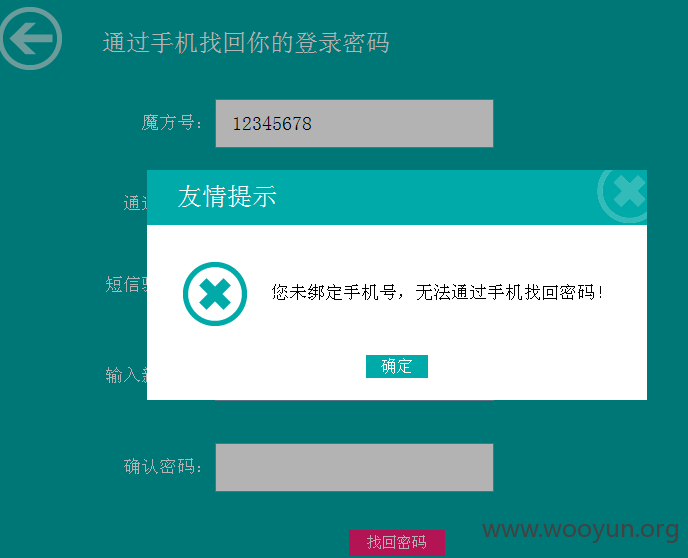 通过手机找回你的登录密码
魔方号：
12345678
友情提示
通过
短信验
您未绑定手机号，无法通过手机找回密码！
确定
输入新
确认密码：
找回密码
www.wooyun.org